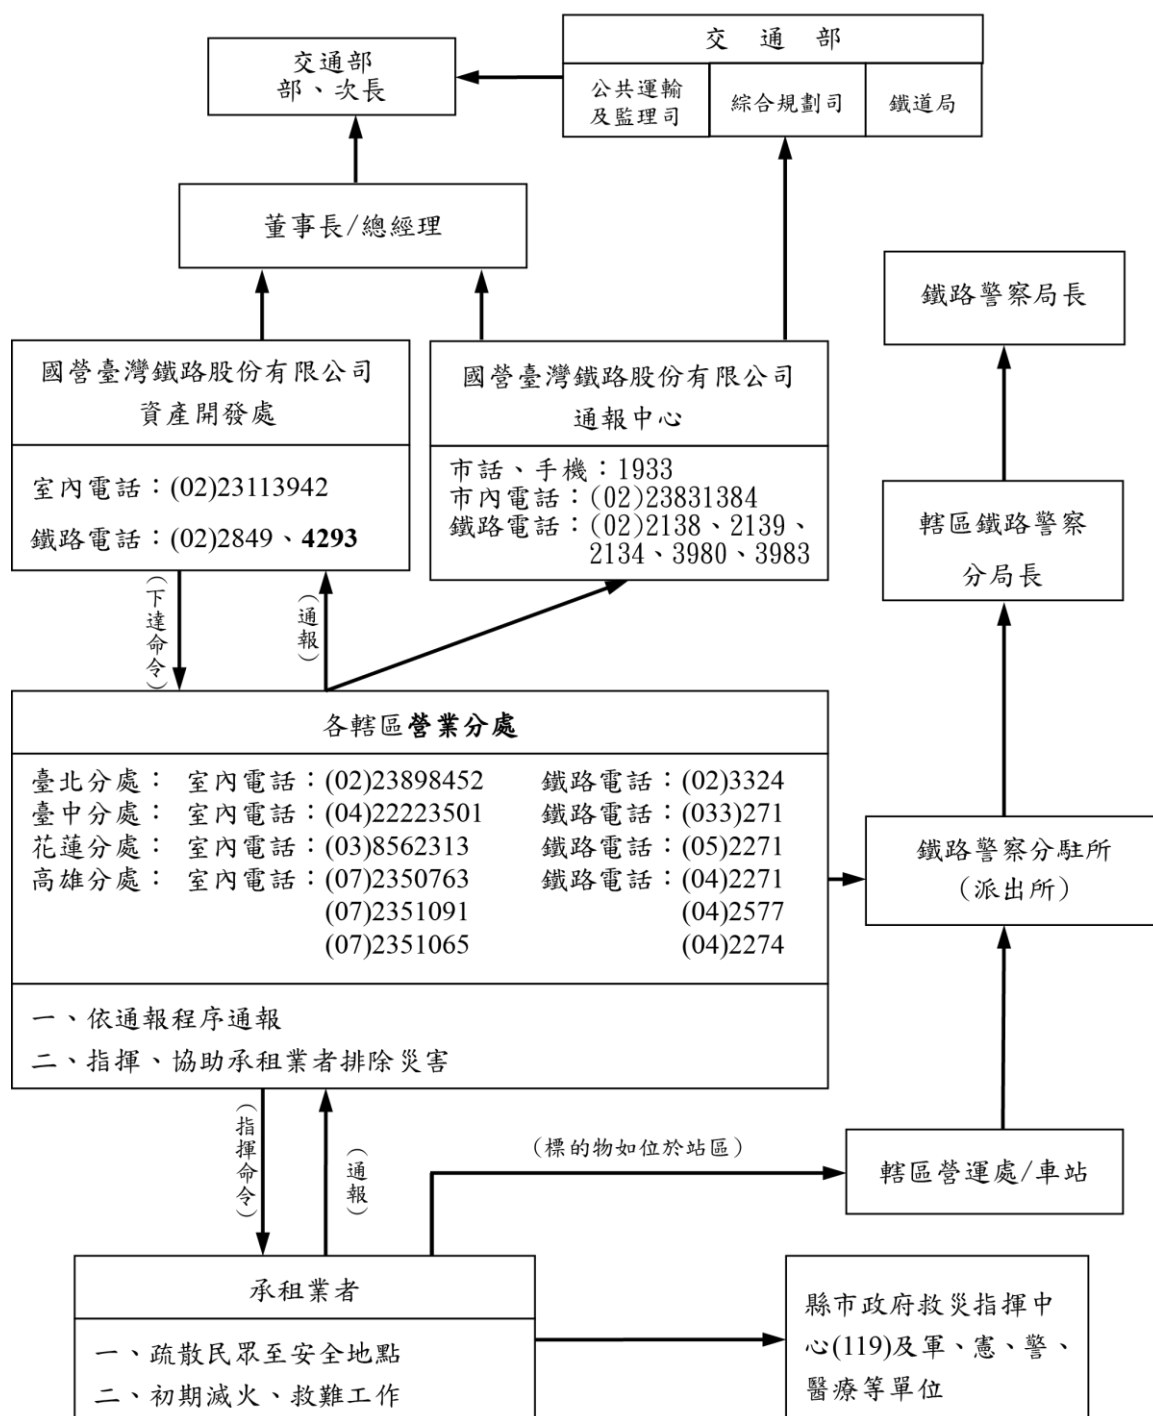 交通部
交通部
部、次長
公共運輸
及監理司
綜合規劃司
鐵道局
董事長/總經理
鐵路警察局長
國營臺灣鐵路股份有限公司
資產開發處
室內電話：(02)23113942
鐵路電話：(02)2849、4293
國營臺灣鐵路股份有限公司
通報中心
市話、手機：1933
市內電話：(02)23831384
鐵路電話：(02)2138、2139、
2134、3980、3983
轄區鐵路警察
分局長
（下達命令）
（通報）
各轄區營業分處
臺北分處： 室內電話：(02)23898452 鐵路電話：(02)3324
臺中分處： 室內電話：(04)22223501 鐵路電話：(033)271
花蓮分處： 室內電話：(03)8562313 鐵路電話：(05)2271
高雄分處： 室內電話：(07)2350763 鐵路電話：(04)2271
(07)2351091 (04)2577
(07)2351065 (04)2274
一、依通報程序通報
二、指揮、協助承租業者排除災害
鐵路警察分駐所
（派出所）
（指揮命令）
（通報）
（標的物如位於站區）
轄區營運處/車站
承租業者
一、疏散民眾至安全地點
二、初期滅火、救難工作
縣市政府救災指揮中
心(119)及軍、憲、警、
醫療等單位